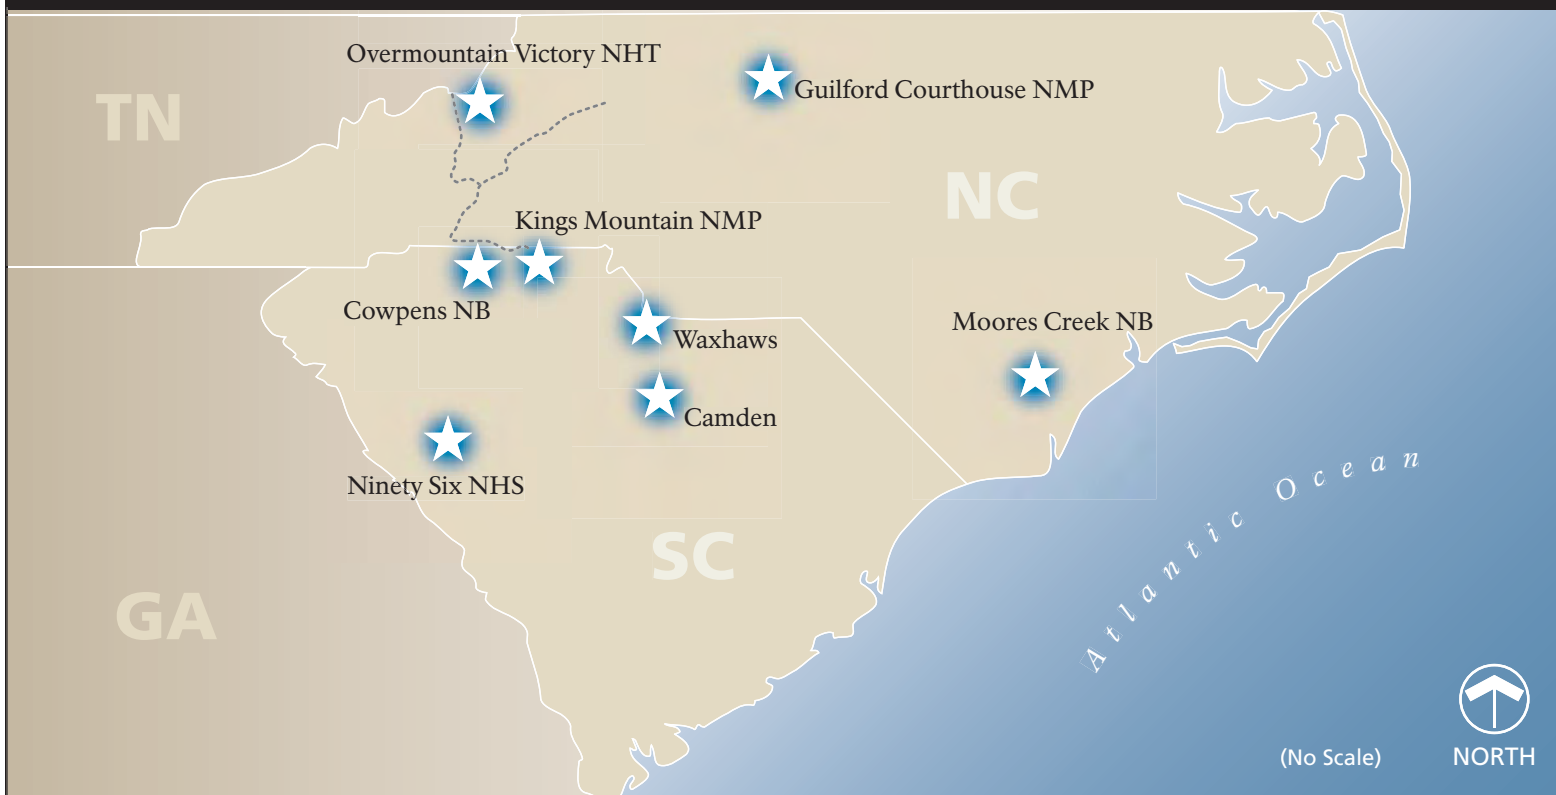 Overmountain Victory NHT
TN
Guilford Courthouse NMP
NC
Kings Mountain NMP
Cowpens NB
Waxhaws
Moores Creek NB
Camden
Ninety Six NHS
SC
GA
Atlantic Ocean
(No Scale)
NORTH